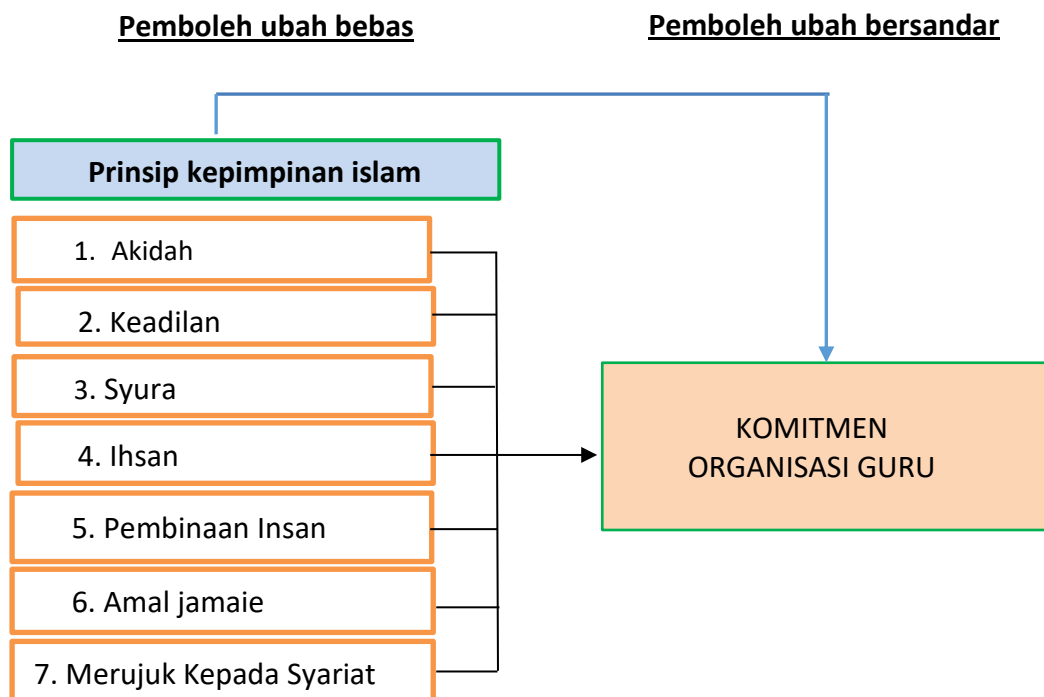 Pemboleh ubah bebas
Pemboleh ubah bersandar
Prinsip kepimpinan islam
1. Akidah
2. Keadilan
3. Syura
4. Ihsan
5. Pembinaan Insan
6. Amal jamaie
7. Merujuk Kepada Syariat
KOMITMEN
ORGANISASI GURU